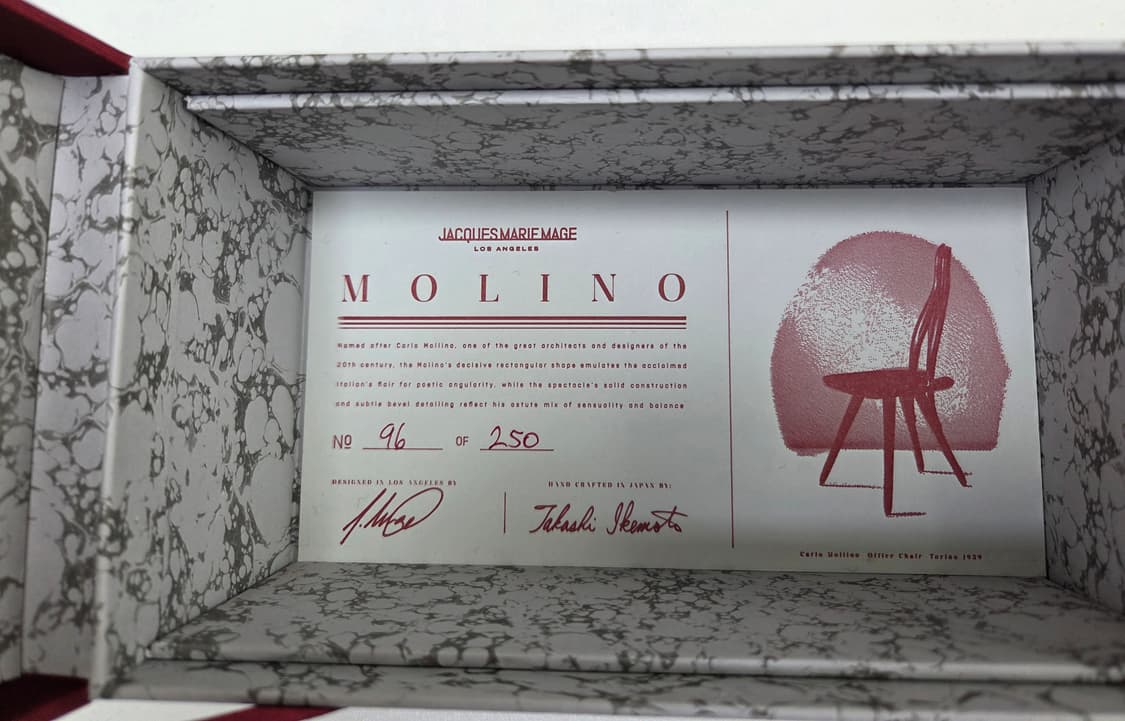 JACQUES MARIE MAGE
LOS ANGELES
MOLINO
Named after Carlo Mollino, one of the great architects and designers of the
20th century, the Molino's decisive rectangular shape emulates the acclaimed
Italian's flair for poetic angularity, while the spectacle's solid construction
and subtle bevel detailing reflect his astute mix of sensuality and balance
No 96 OF 250
DESIGNED IN LOS ANGELES BY
HAND CRAFTED IN JAPAN BY:
J. Mage
Takashi Ikemoto
Carlo Mollino Office Chair Torino 1959